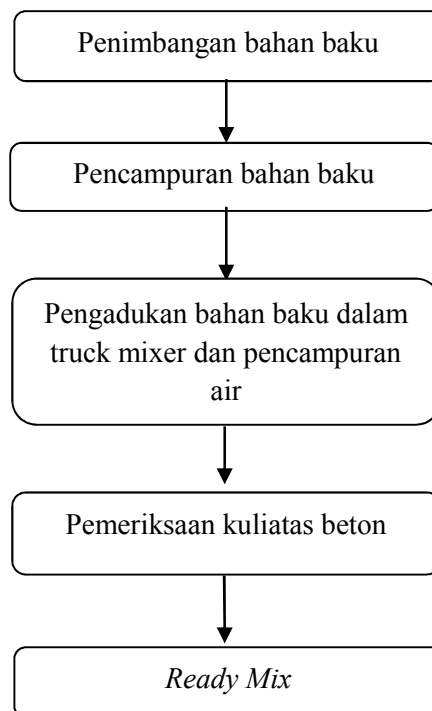 Penimbangan bahan baku
Pencampuran bahan baku
Pengadukan bahan baku dalam
truck mixer dan pencampuran
air
Pemeriksaan kuliatas beton
Ready Mix